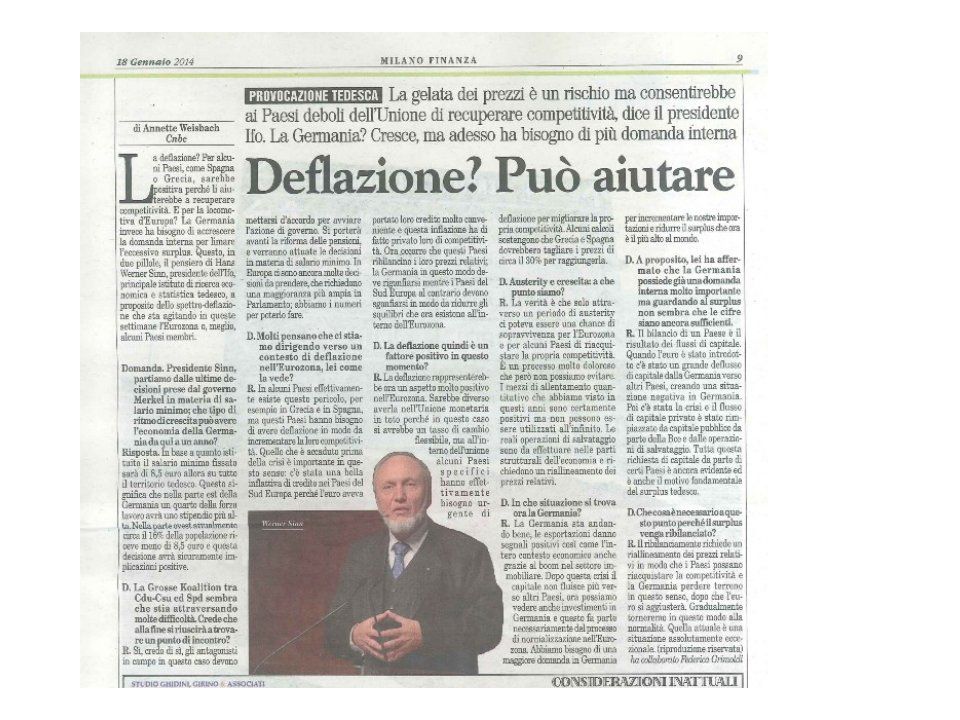 18 Gennaio 2014
MILANO FINANZA
9
PROVOCAZIONE TEDESCA La gelata dei prezzi è un rischio ma consentirebbe
ai Paesi deboli dell'Unione di recuperare competitività, dice il presidente
Ifo. La Germania? Cresce, ma adesso ha bisogno di più domanda interna
Deflazione? Può aiutare
di Annette Weisbach
Cnbc
La deflazione? Per alcu-
ni Paesi, come Spagna
o Grecia, sarebbe
positiva perché li aiu-
terebbe a recuperare
competitività. E per la locomo-
tiva d'Europa? La Germania
invece ha bisogno di accrescere
la domanda interna per limare
l'eccessivo surplus. Questo, in
due pillole, il pensiero di Hans
Werner Sinn, presidente dell'Ifo,
principale istituto di ricerca eco-
nomica e statistica tedesco, a
proposito dello spettro-deflazio-
ne che sta agitando in queste
settimane l'Eurozona o, meglio,
alcuni Paesi membri.
Domanda. Presidente Sinn,
partiamo dalle ultime de-
cisioni prese dal governo
Merkel in materia di sa-
lario minimo; che tipo di
ritmo di crescita può avere
l'economia della Germa-
nia da qui a un anno?
Risposta. In base a quanto sti-
tuito il salario minimo fissato
sarà di 8,5 euro allora su tutto
il territorio tedesco. Questo si-
gnifica che nella parte est della
Germania un quarto della forza
lavoro avrà uno stipendio più al-
ta. Nella parte ovest attualmente
circa il 16% della popolazione ri-
ceve meno di 8,5 euro e questa
decisione avrà sicuramente im-
plicazioni positive.
D. La Grosse Koalition tra
Cdu-Csu ed Spd sembra
che stia attraversando
molte difficoltà. Crede che
alla fine si riuscirà a trova-
re un punto di incontro?
R. Sì, credo di sì, gli antagonisti
in campo in questo caso devono
mettersi d'accordo per avviare
l'azione di governo. Si porterà
avanti la riforma delle pensioni,
e verranno attuate le decisioni
in materia di salario minimo. In
Europa ci sono ancora molte deci-
sioni da prendere, che richiedono
una maggioranza più ampia in
Parlamento; abbiamo i numeri
per poterlo fare.
D. Molti pensano che ci stia-
mo dirigendo verso un
contesto di deflazione
nell'Eurozona, lei come
la vede?
R. In alcuni Paesi effettivamen-
te esiste questo pericolo, per
esempio in Grecia e in Spagna,
ma questi Paesi hanno bisogno
di avere deflazione in modo da
incrementare la loro competitivi-
tà. Quelle che è accaduto prima
della crisi è importante in que-
sto senso: c'è stata una bolla
inflattiva di credito nei Paesi del
Sud Europa perché l'euro aveva
portato loro credito molto conve-
niente e questa inflazione ha di
fatto privato loro di competitivi-
tà. Ora occorre che questi Paesi
ribilancino i loro prezzi relativi;
la Germania in questo modo de-
ve rigonfiarsi mentre i Paesi del
Sud Europa al contrario devono
sgonfiarsi in modo da ridurre gli
squilibri che ora esistono all'in-
terno dell'Eurozona.
D. La deflazione quindi è un
fattore positivo in questo
momento?
R. La deflazione rappresentereb-
be ora un aspetto molto positivo
nell'Eurozona. Sarebbe diverso
averla nell'Unione monetaria
in toto perché in questo caso
si avrebbe un tasso di cambio
flessibile, ma all'in-
terno dell'unione
alcuni Paesi
specifici
hanno effet-
tivamente
bisogno ur-
gente di
Werner Sinn
deflazione per migliorare la pro-
pria competitività. Alcuni calcoli
sostengono che Grecia e Spagna
dovrebbero tagliare i prezzi di
circa il 30% per raggiungerla.
D. Austerity e crescita: a che
punto siamo?
R. La verità è che solo attra-
verso un periodo di austerity
ci poteva essere una chance di
sopravvivenza per l'Eurozona
e per alcuni Paesi di riacqui-
stare la propria competitività.
È un processo molto doloroso
che però non possiamo evitare.
I mezzi di allentamento quan-
titativo che abbiamo visto in
questi anni sono certamente
positivi ma non possono es-
sere utilizzati all'infinito. Le
reali operazioni di salvataggio
sono da effettuare nelle parti
strutturali dell'economia e ri-
chiedono un riallineamento dei
prezzi relativi.
D. In che situazione si trova
ora la Germania?
R. La Germania sta andan-
do bene, le esportazioni danno
segnali positivi così come l'in-
tero contesto economico anche
grazie al boom nel settore im-
mobiliare. Dopo questa crisi il
capitale non fluisce più ver-
so altri Paesi, ora possiamo
vedere anche investimenti in
Germania e questo fa parte
necessariamente del processo
di normalizzazione nell'Euro-
zona. Abbiamo bisogno di una
maggiore domanda in Germania
per incrementare le nostre impor-
tazioni e ridurre il surplus che ora
è il più alto al mondo.
D. A proposito, lei ha affer-
mato che la Germania
possiede già una domanda
interna molto importante
ma guardando al surplus
non sembra che le cifre
siano ancora sufficienti.
R. Il bilancio di un Paese è il
risultato dei flussi di capitale.
Quando l'euro è stato introdot-
to c'è stato un grande deflusso
di capitale dalla Germania verso
altri Paesi, creando una situa-
zione negativa in Germania.
Poi c'è stata la crisi e il flusso
di capitale privato è stato rim-
piazzato da capitale pubblico da
parte della Bce e dalle operazio-
ni di salvataggio. Tutta questa
richiesta di capitale da parte di
certi Paesi è ancora evidente ed
è anche il motivo fondamentale
del surplus tedesco.
D. Che cosa è necessario a que-
sto punto perché il surplus
venga ribilanciato?
R. Il ribilanciamento richiede un
riallineamento dei prezzi relati-
vi in modo che i Paesi possano
riacquistare la competitività e
la Germania perdere terreno
in questo senso, dopo che l'eu-
ro si aggiusterà. Gradualmente
torneremo in questo modo alla
normalità. Quella attuale è una
situazione assolutamente ecce-
zionale. (riproduzione riservata)
ha collaborato Federico Grimoldi
STUDIO GHIDINI, GIRINO & ASSOCIATI
CONSIDERAZIONI INATTUALI